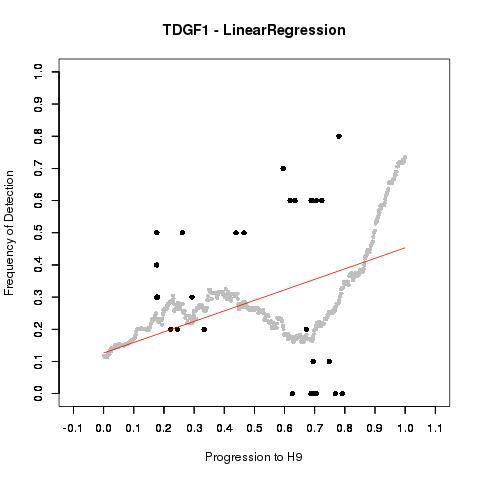 TDGF1 - LinearRegression
1.0
0.9
0.8
0.7
0.6
0.5
0.4
0.3
0.2
0.1
0.0
Frequency of Detection
-0.1 0.0 0.1 0.2 0.3 0.4 0.5 0.6 0.7 0.8 0.9 1.0 1.1
Progression to H9